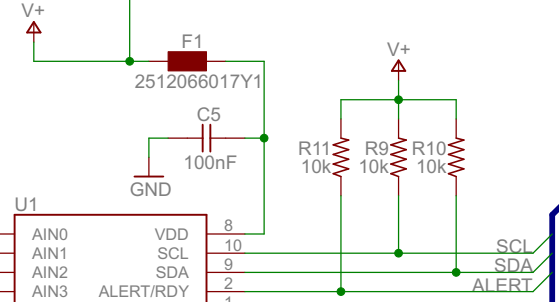 V+
F1
2512066017Y1
C5
100nF
GND
V+
R11 R9 R10
10k 10k 10k
U1
AIN0 VDD 8
AIN1 SCL 10 SCL
AIN2 SDA 9 SDA
AIN3 ALERT/RDY 2 ALERT
1